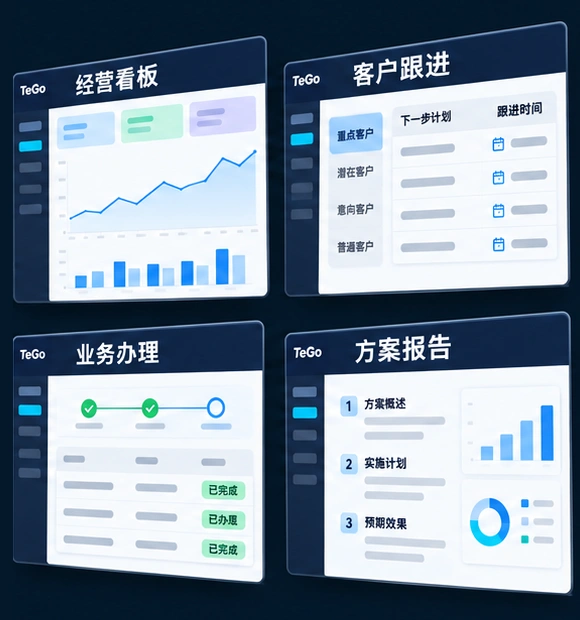 TeGo
经营看板
TeGo
客户跟进
重点客户
潜在客户
意向客户
普通客户
下一步计划
跟进时间
TeGo
业务办理
已完成
已办理
已完成
TeGo
方案报告
1 方案概述
2 实施计划
3 预期效果